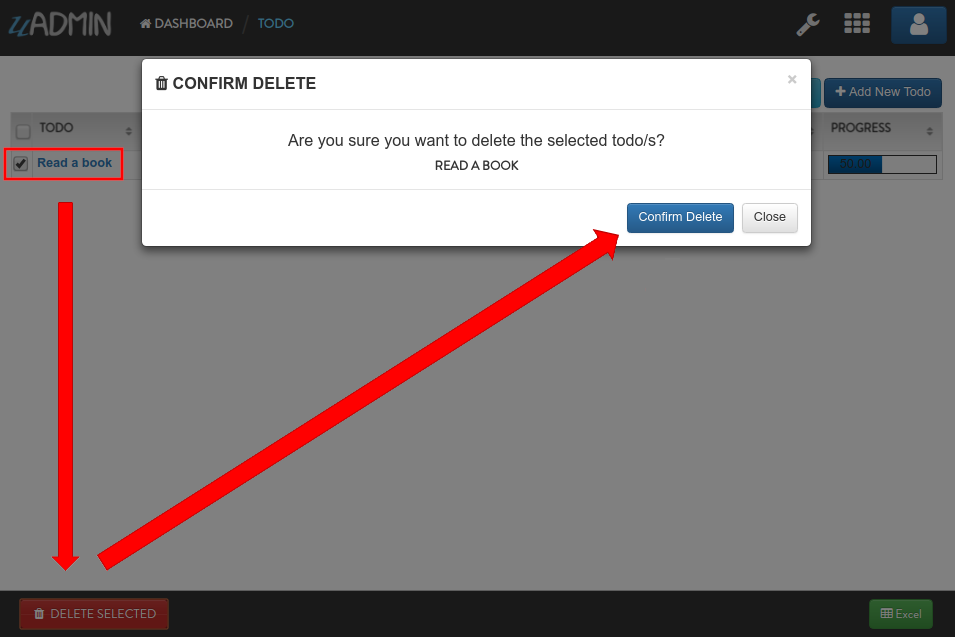 uADMIN
DASHBOARD / TODO
CONFIRM DELETE
×
Add New Todo
TODO
PROGRESS
Are you sure you want to delete the selected todo/s?
READ A BOOK
Read a book
50.00
Confirm Delete
Close
DELETE SELECTED
Excel